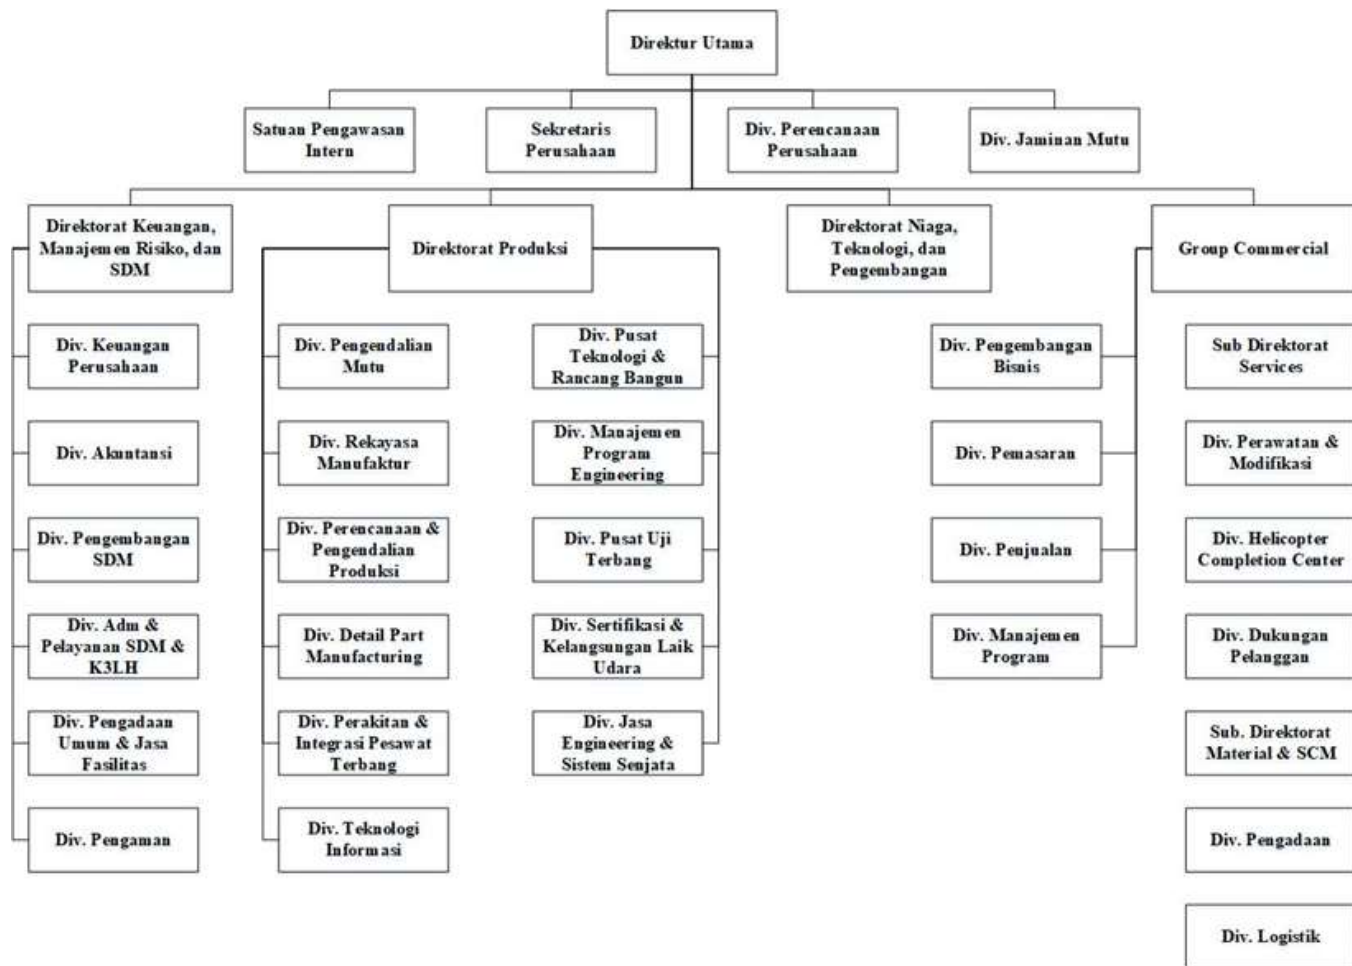 Direktur Utama
Satuan Pengawasan
Intern
Sekretaris
Perusahaan
Div. Perencanaan
Perusahaan
Div. Jaminan Mutu
Direktorat Keuangan,
Manajemen Risiko, dan
SDM
Direktorat Produksi
Direktorat Niaga,
Teknologi, dan
Pengembangan
Group Commercial
Div. Keuangan
Perusahaan
Div. Akuntansi
Div. Pengembangan
SDM
Div. Adm &
Pelayanan SDM &
K3LH
Div. Pengadaan
Umum & Jasa
Fasilitas
Div. Pengaman
Div. Pengendalian
Mutu
Div. Rekayasa
Manufaktur
Div. Perencanaan &
Pengendalian
Produksi
Div. Detail Part
Manufacturing
Div. Perakitan &
Integrasi Pesawat
Terbang
Div. Teknologi
Informasi
Div. Pusat
Teknologi &
Rancang Bangun
Div. Manajemen
Program
Engineering
Div. Pusat Uji
Terbang
Div. Sertifikasi &
Kelangsungan Laik
Udara
Div. Jasa
Engineering &
Sistem Senjata
Div. Pengembangan
Bisnis
Div. Pemasaran
Div. Penjualan
Div. Manajemen
Program
Sub Direktorat
Services
Div. Perawatan &
Modifikasi
Div. Helicopter
Completion Center
Div. Dukungan
Pelanggan
Sub. Direktorat
Material & SCM
Div. Pengadaan
Div. Logistik